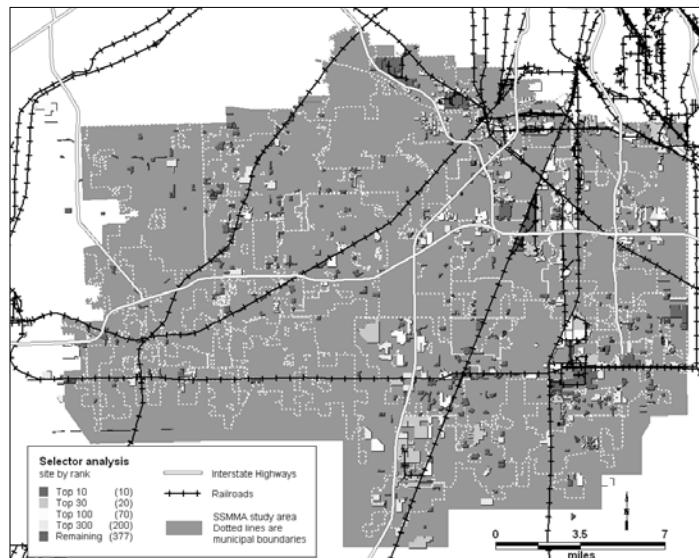 Selector analysis
site by rank
Top 10 (10)
Top 30 (20)
Top 100 (70)
Top 300 (200)
Remaining (377)
Interstate Highways
Railroads
SSMMA study area
Dotted lines are
municipal boundaries
N
0 3.5 7
miles